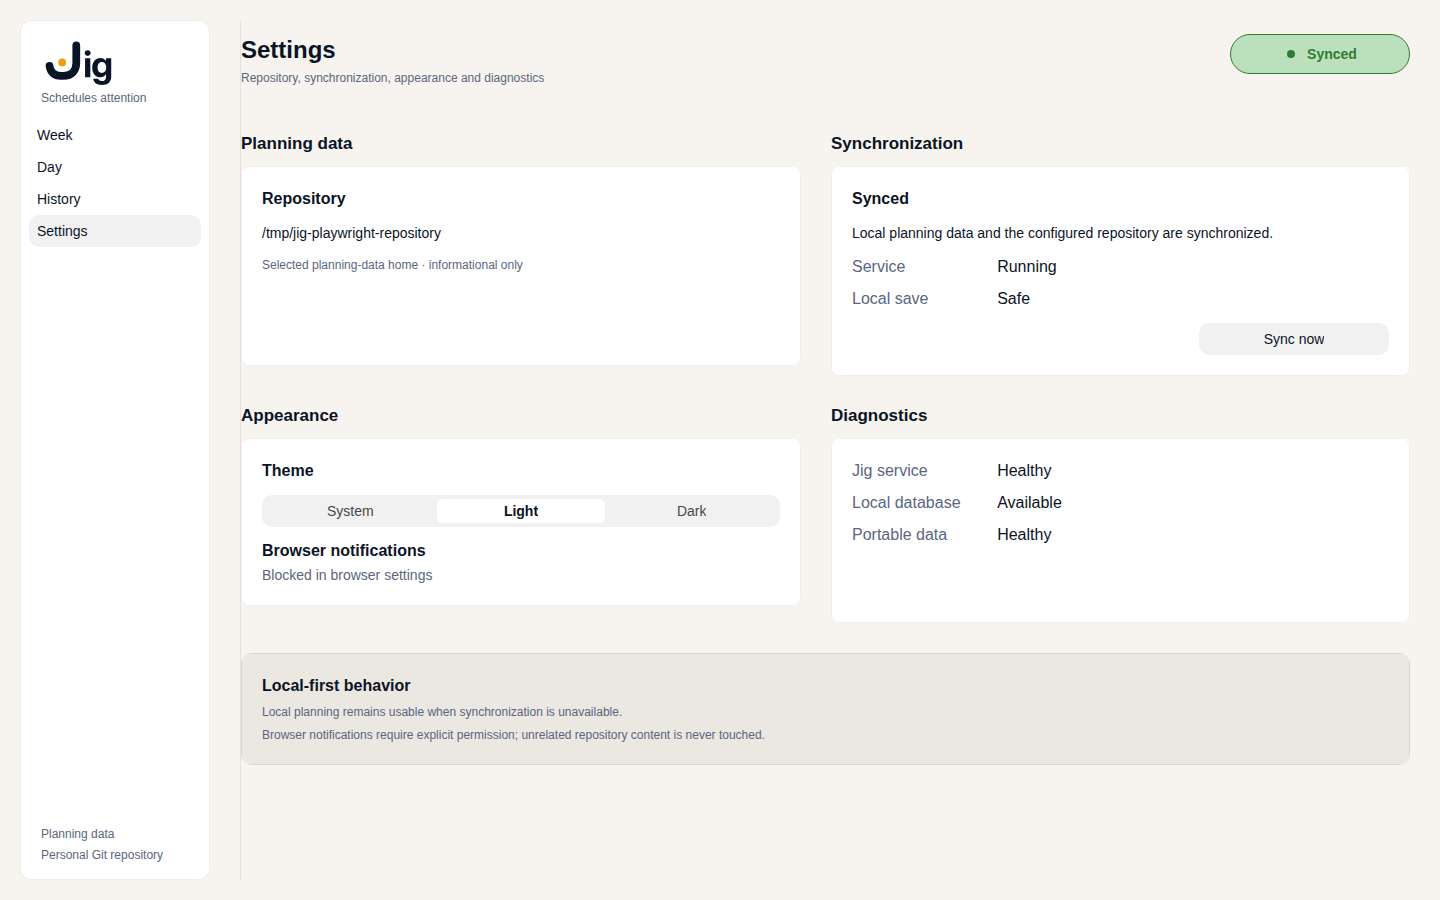 Jig
Schedules attention
Week
Day
History
Settings
Planning data
Personal Git repository
Settings
Repository, synchronization, appearance and diagnostics
Synced
Planning data
Repository
/tmp/jig-playwright-repository
Selected planning-data home · informational only
Synchronization
Synced
Local planning data and the configured repository are synchronized.
Service Running
Local save Safe
Sync now
Appearance
Theme
System Light Dark
Browser notifications
Blocked in browser settings
Diagnostics
Jig service Healthy
Local database Available
Portable data Healthy
Local-first behavior
Local planning remains usable when synchronization is unavailable.
Browser notifications require explicit permission; unrelated repository content is never touched.